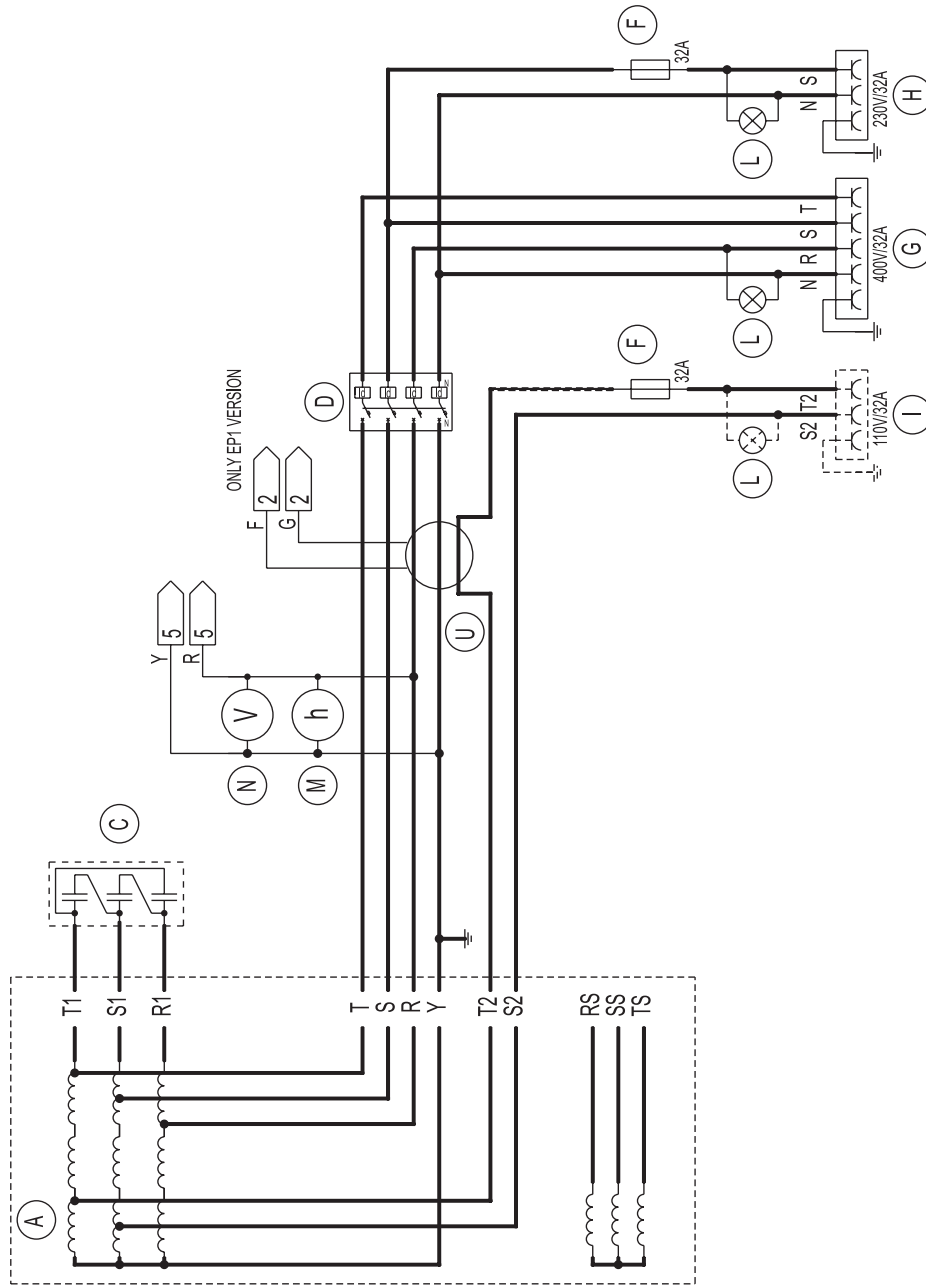 A
T1
S1
R1
T
S
R
Y
T2
S2
RS
SS
TS
C
N
M
V
h
Y
5
R
5
U
ONLY EP1 VERSION
F
2
G
2
D
N
N
F
32A
L
S2 T2
110V/32A
I
L
N R S T
400V/32A
G
F
32A
L
N S
230V/32A
H